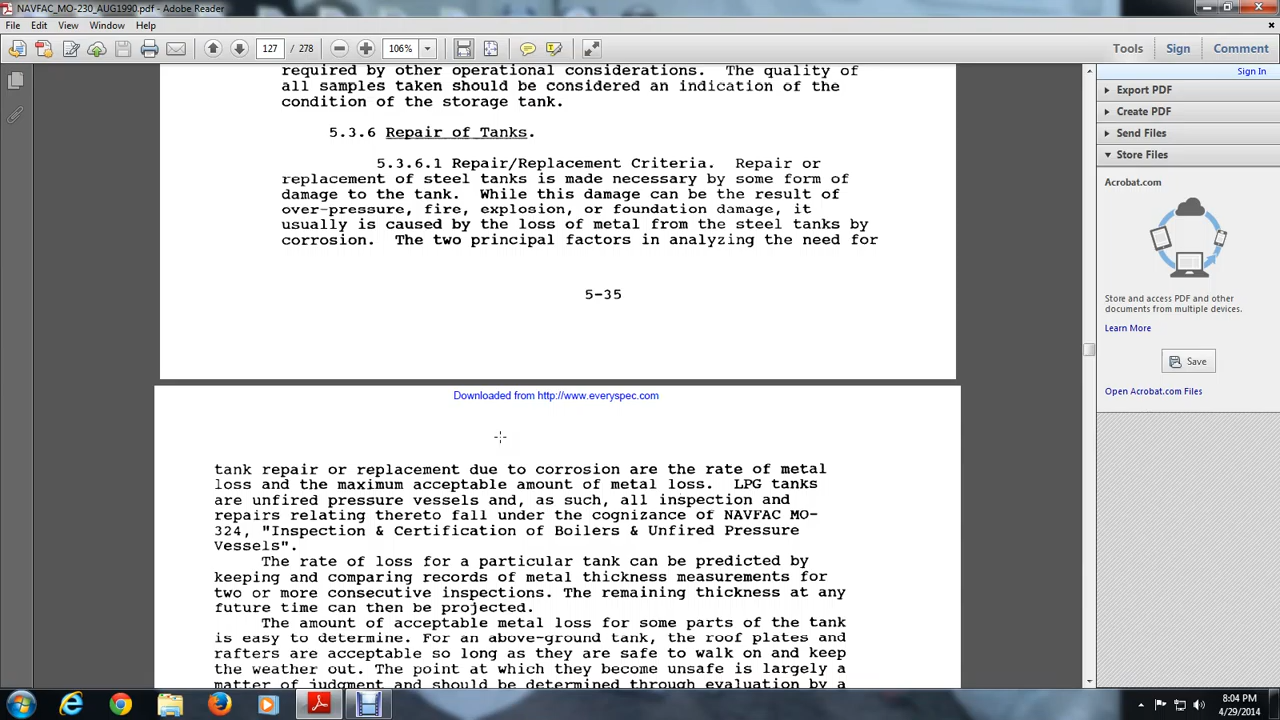 NAVFAC_MO-230_AUG1990.pdf - Adobe Reader
File Edit View Window Help
127 / 278 106% Tools Sign Comment
Sign In
Export PDF
Create PDF
Send Files
Store Files
Acrobat.com
Store and access PDF and other
documents from multiple devices.
Learn More
Save
Open Acrobat.com Files
required by other operational considerations. The quality of
all samples taken should be considered an indication of the
condition of the storage tank.
5.3.6 Repair of Tanks.
5.3.6.1 Repair/Replacement Criteria. Repair or
replacement of steel tanks is made necessary by some form of
damage to the tank. While this damage can be the result of
over-pressure, fire, explosion, or foundation damage, it
usually is caused by the loss of metal from the steel tanks by
corrosion. The two principal factors in analyzing the need for
5-35
Downloaded from http://www.everyspec.com
tank repair or replacement due to corrosion are the rate of metal
loss and the maximum acceptable amount of metal loss. LPG tanks
are unfired pressure vessels and, as such, all inspection and
repairs relating thereto fall under the cognizance of NAVFAC MO-
324, "Inspection & Certification of Boilers & Unfired Pressure
Vessels".
The rate of loss for a particular tank can be predicted by
keeping and comparing records of metal thickness measurements for
two or more consecutive inspections. The remaining thickness at any
future time can then be projected.
The amount of acceptable metal loss for some parts of the tank
is easy to determine. For an above-ground tank, the roof plates and
rafters are acceptable so long as they are safe to walk on and keep
the weather out. The point at which they become unsafe is largely a
matter of judgment and should be determined through evaluation by a
8:04 PM
4/29/2014